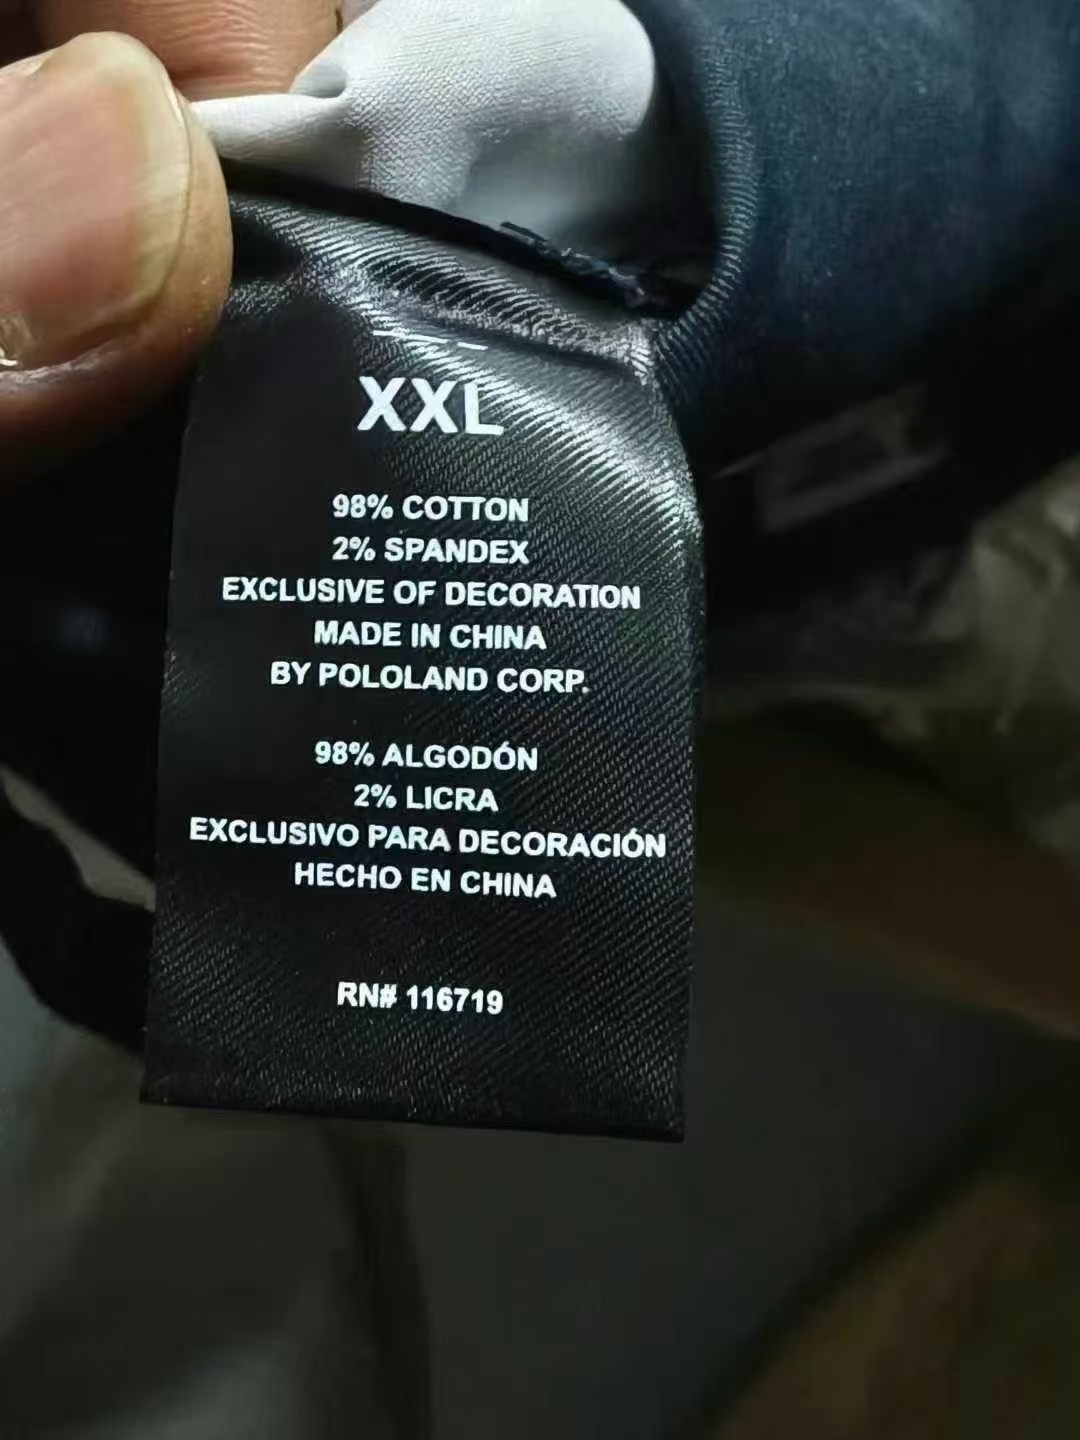 XXL
98% COTTON
2% SPANDEX
EXCLUSIVE OF DECORATION
MADE IN CHINA
BY POLOLAND CORP.
98% ALGODÓN
2% LICRA
EXCLUSIVO PARA DECORACIÓN
HECHO EN CHINA
RN# 116719